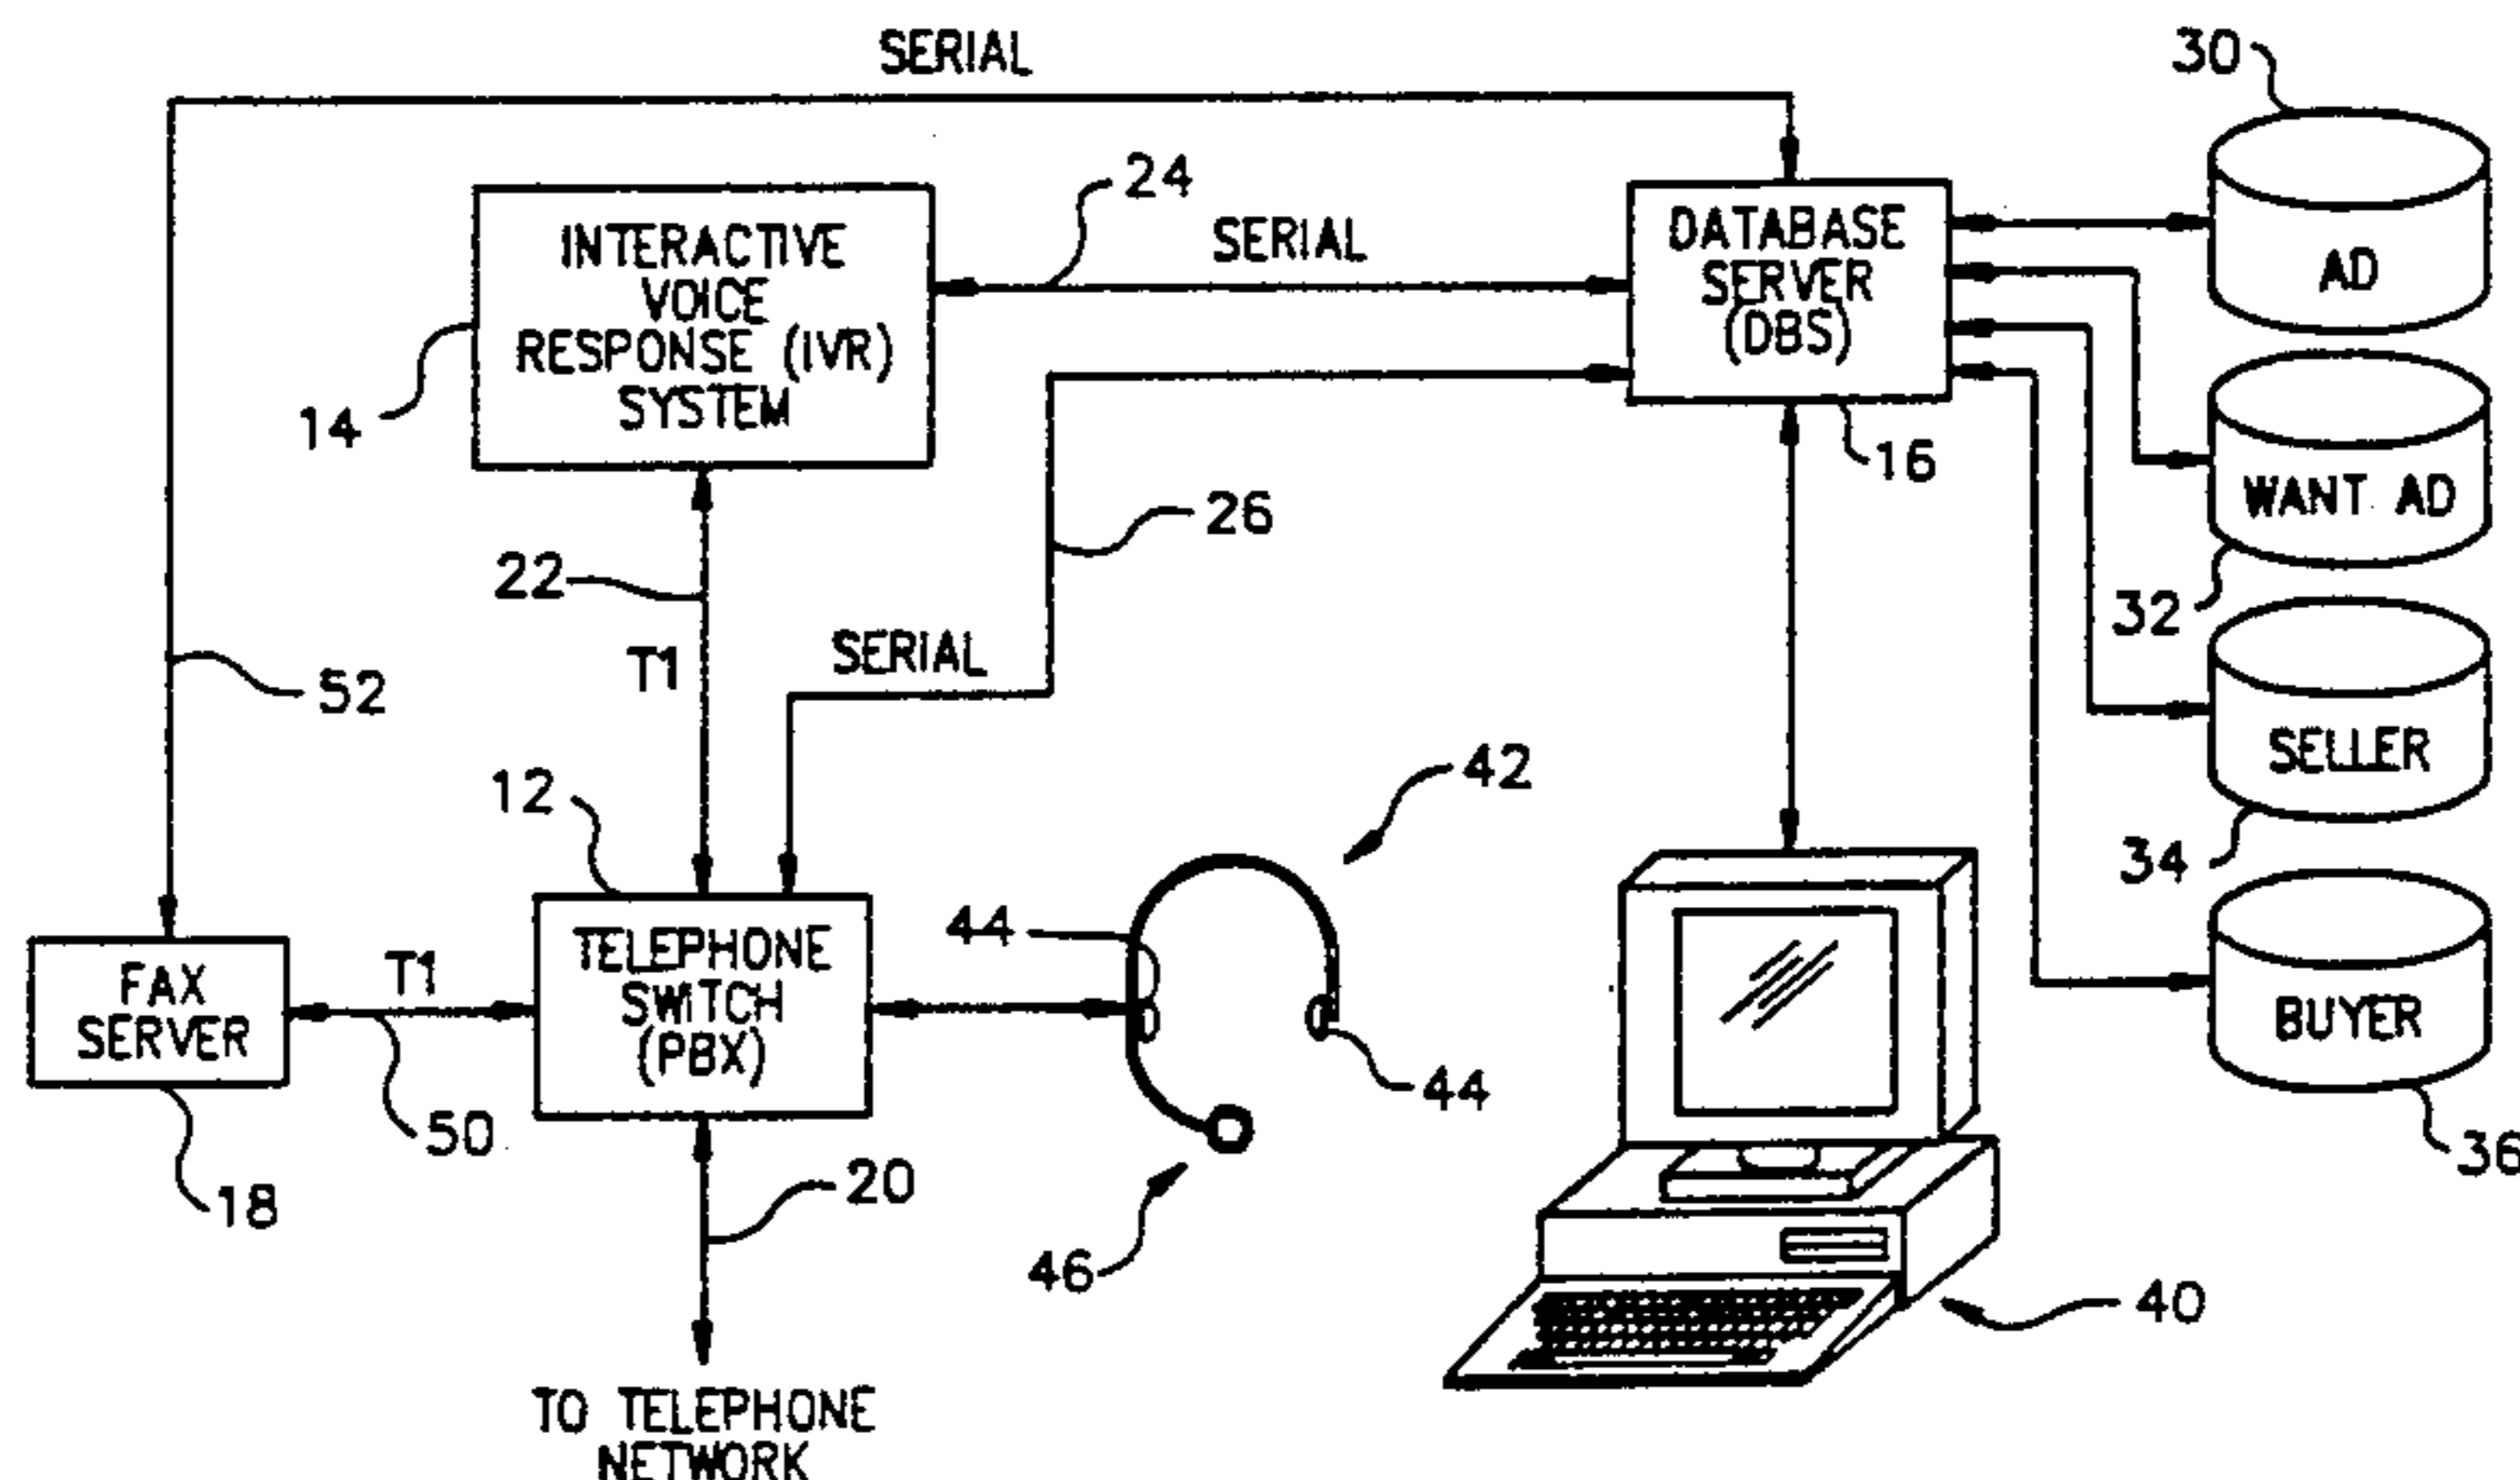 SERIAL
30
24
SERIAL
INTERACTIVE
VOICE
RESPONSE (IVR)
SYSTEM
14
DATABASE
SERVER
(DBS)
16
AD
WANT AD
32
26
22
T1
SERIAL
52
SELLER
34
12
42
44
TELEPHONE
SWITCH
(PBX)
FAX
SERVER
T1
50
18
44
BUYER
36
20
46
40
TO TELEPHONE
NETWORK